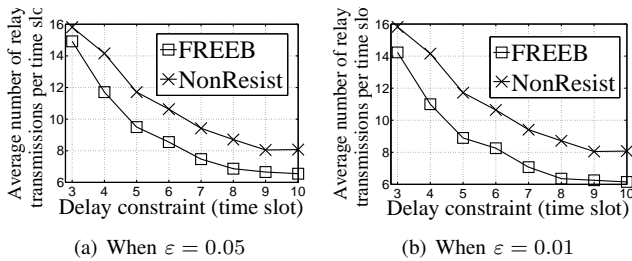 Average number of relay
transmissions per time slo
16
14
12
10
8
6
3 4 5 6 7 8 9 10
FREEB
NonResist
Delay constraint (time slot)
(a) When ε = 0.05
Average number of relay
transmissions per time slo
16
14
12
10
8
6
3 4 5 6 7 8 9 10
FREEB
NonResist
Delay constraint (time slot)
(b) When ε = 0.01